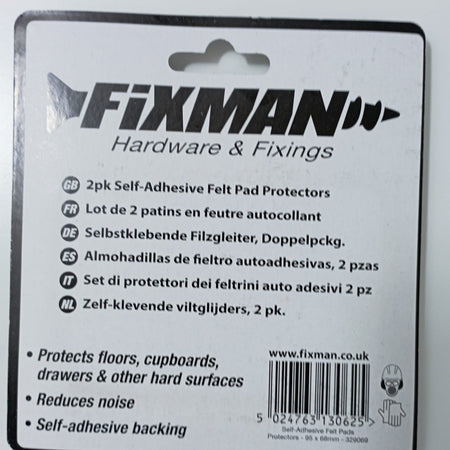 FiXMAN
Hardware & Fixings
GB 2pk Self-Adhesive Felt Pad Protectors
FR Lot de 2 patins en feutre autocollant
DE Selbstklebende Filzgleiter, Doppelpckg.
ES Almohadillas de fieltro autoadhesivas, 2 pzas
IT Set di protettori dei feltrini auto adesivi 2 pz
NL Zelf-klevende viltglijders, 2 pk.
• Protects floors, cupboards,
drawers & other hard surfaces
• Reduces noise
• Self-adhesive backing
www.fixman.co.uk
5 024763 130625 >
Self-Adhesive Felt Pads
Protectors - 95 x 68mm - 329069